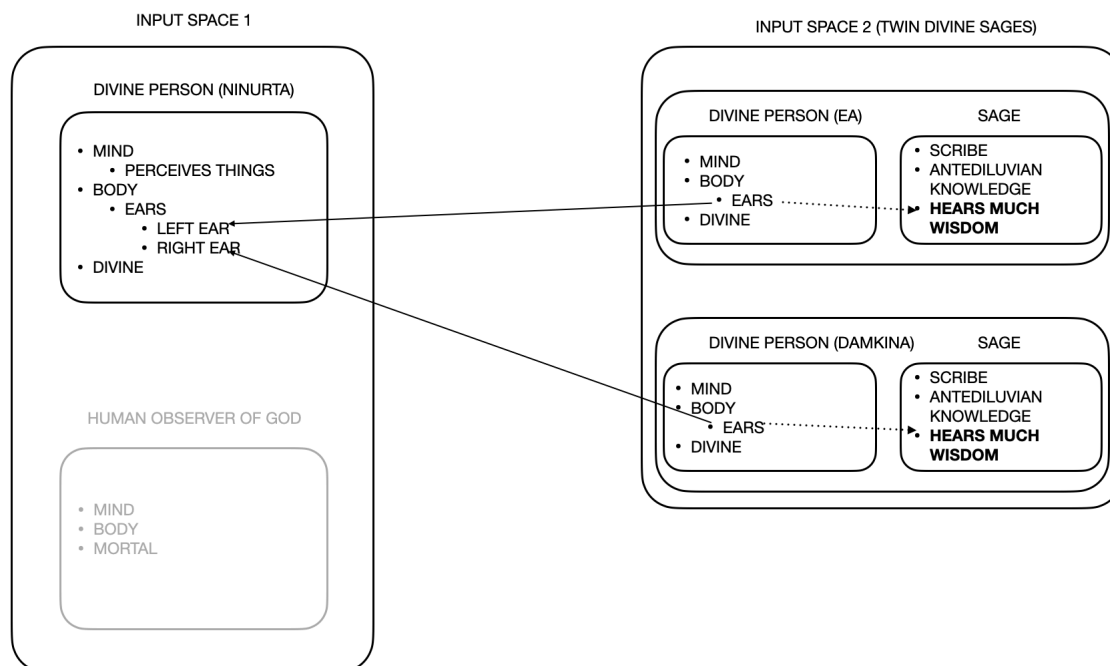 INPUT SPACE 1
DIVINE PERSON (NINURTA)
• MIND
• PERCEIVES THINGS
• BODY
• EARS
• LEFT EAR
• RIGHT EAR
• DIVINE
HUMAN OBSERVER OF GOD
• MIND
• BODY
• MORTAL
INPUT SPACE 2 (TWIN DIVINE SAGES)
DIVINE PERSON (EA)
• MIND
• BODY
• EARS
• DIVINE
SAGE
• SCRIBE
• ANTEDILUVIAN
KNOWLEDGE
• HEARS MUCH
WISDOM
DIVINE PERSON (DAMKINA)
• MIND
• BODY
• EARS
• DIVINE
SAGE
• SCRIBE
• ANTEDILUVIAN
KNOWLEDGE
• HEARS MUCH
WISDOM